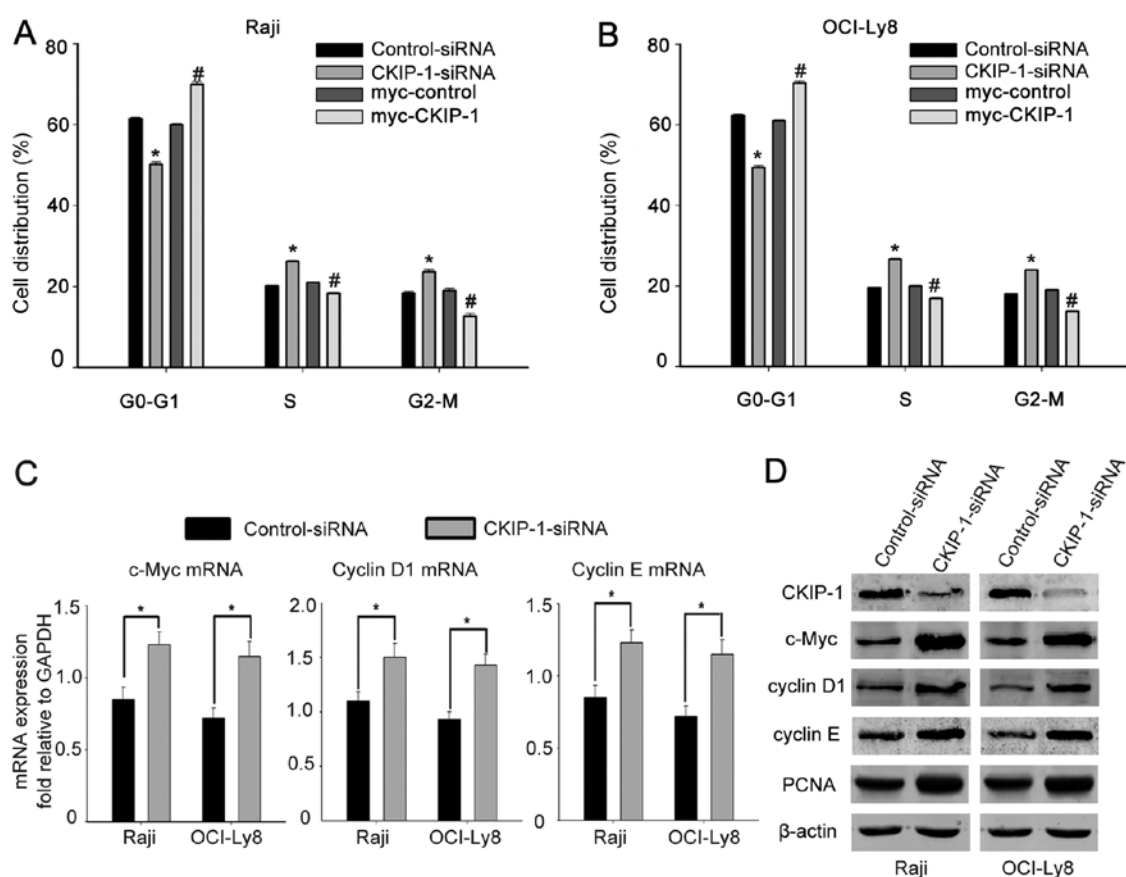 A
Raji
Control-siRNA
CKIP-1-siRNA
myc-control
myc-CKIP-1
Cell distribution (%)
80
60
40
20
0
#
*
*
#
*
#
G0-G1 S G2-M
B
OCI-Ly8
Control-siRNA
CKIP-1-siRNA
myc-control
myc-CKIP-1
Cell distribution (%)
80
60
40
20
0
#
*
*
#
*
#
G0-G1 S G2-M
C
Control-siRNA CKIP-1-siRNA
c-Myc mRNA
mRNA expression
fold relative to GAPDH
1.5
1.0
0.5
0
* *
Raji OCI-Ly8
Cyclin D1 mRNA
2.0
1.5
1.0
0.5
0
* *
Raji OCI-Ly8
Cyclin E mRNA
1.5
1.0
0.5
0
* *
Raji OCI-Ly8
D
Control-siRNA CKIP-1-siRNA Control-siRNA CKIP-1-siRNA
CKIP-1
c-Myc
cyclin D1
cyclin E
PCNA
β-actin
Raji OCI-Ly8